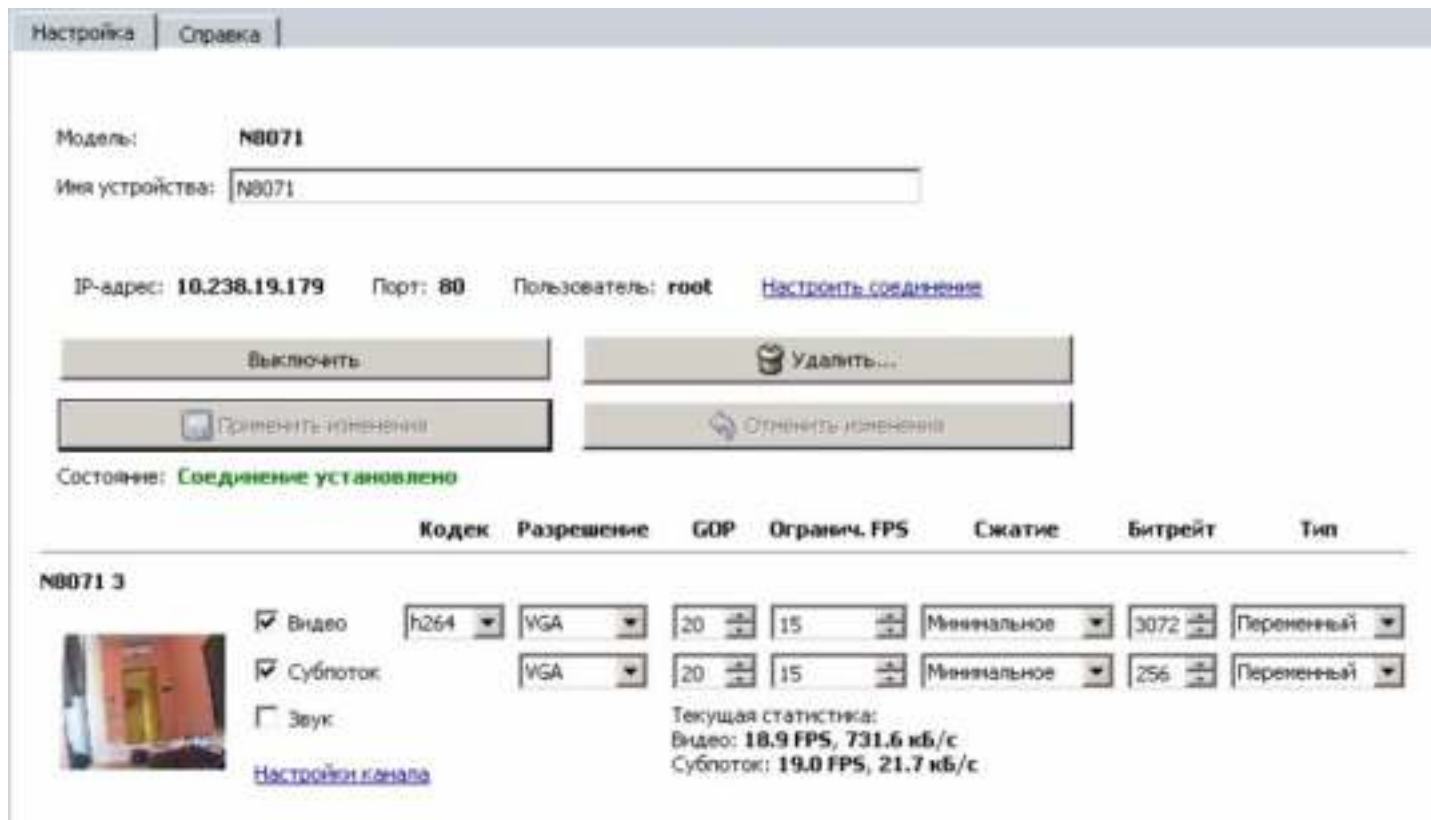 Настройка Справка
Модель: N8071
Имя устройства: N8071
IP-адрес: 10.238.19.179 Порт: 80 Пользователь: root Настроить соединение
Выключить Удалить...
Применить изменения Отменить изменения
Состояние: Соединение установлено
Кодек Разрешение GOP Огранич. FPS Сжатие Битрейт Тип
N8071 3
Видео h264 VGA 20 15 Минимальное 3072 Переменный
Субпоток VGA 20 15 Минимальное 256 Переменный
Звук Текущая статистика:
Видео: 18.9 FPS, 731.6 кБ/с
Субпоток: 19.0 FPS, 21.7 кБ/с
Настройки канала